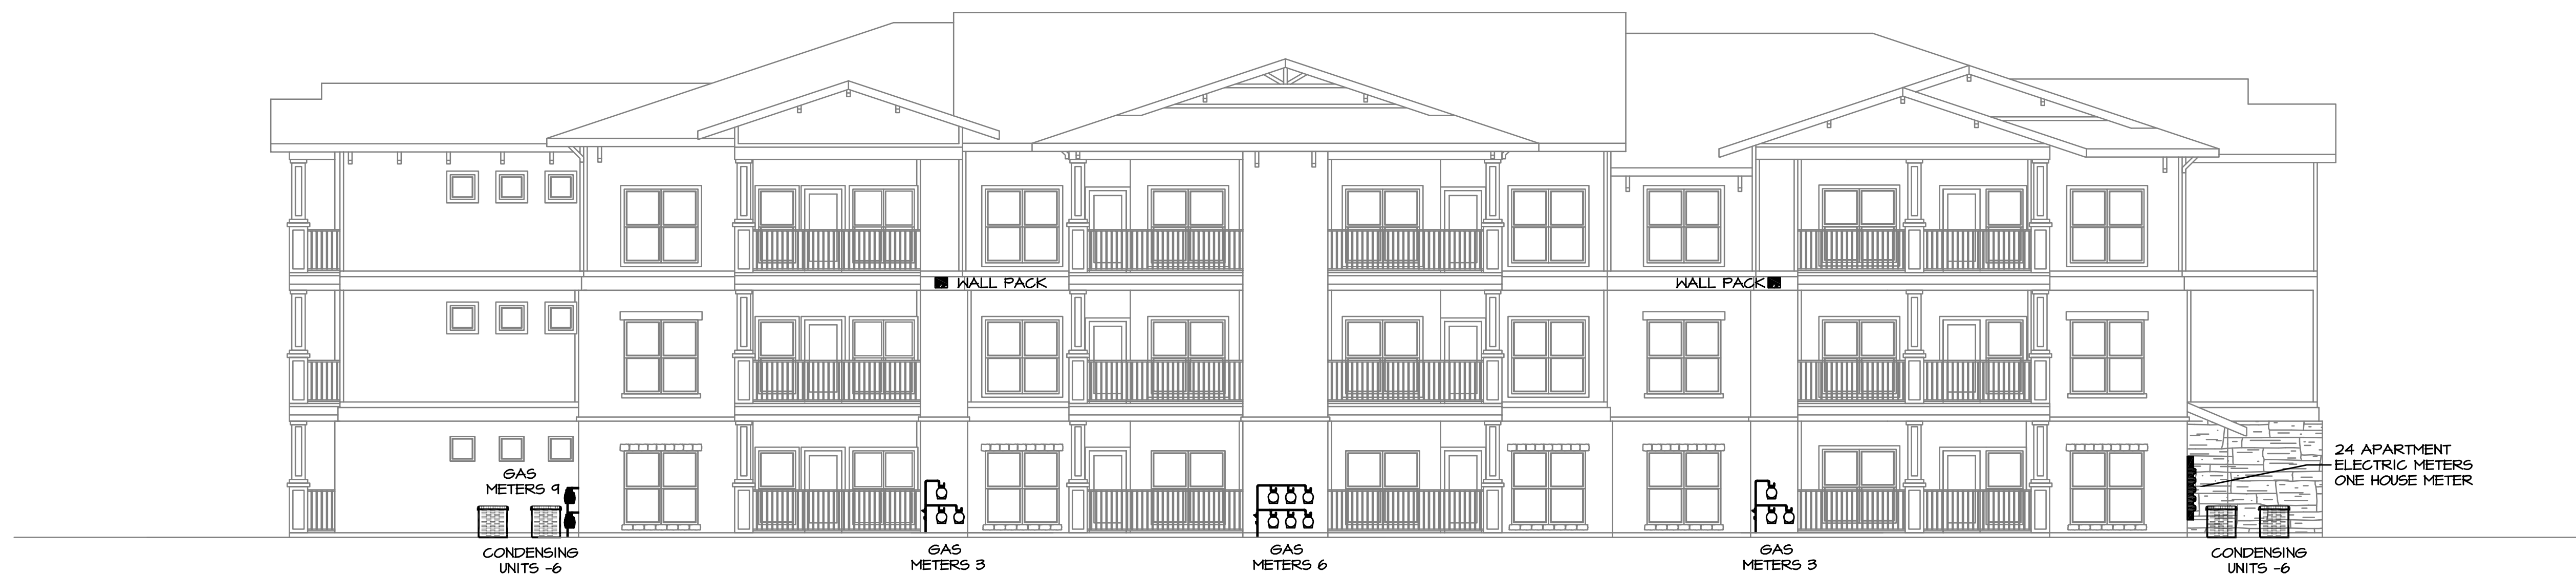 WALL PACK
WALL PACK
GAS
METERS 9
24 APARTMENT
ELECTRIC METERS
ONE HOUSE METER
CONDENSING
UNITS -6
GAS
METERS 3
GAS
METERS 6
GAS
METERS 3
CONDENSING
UNITS -6